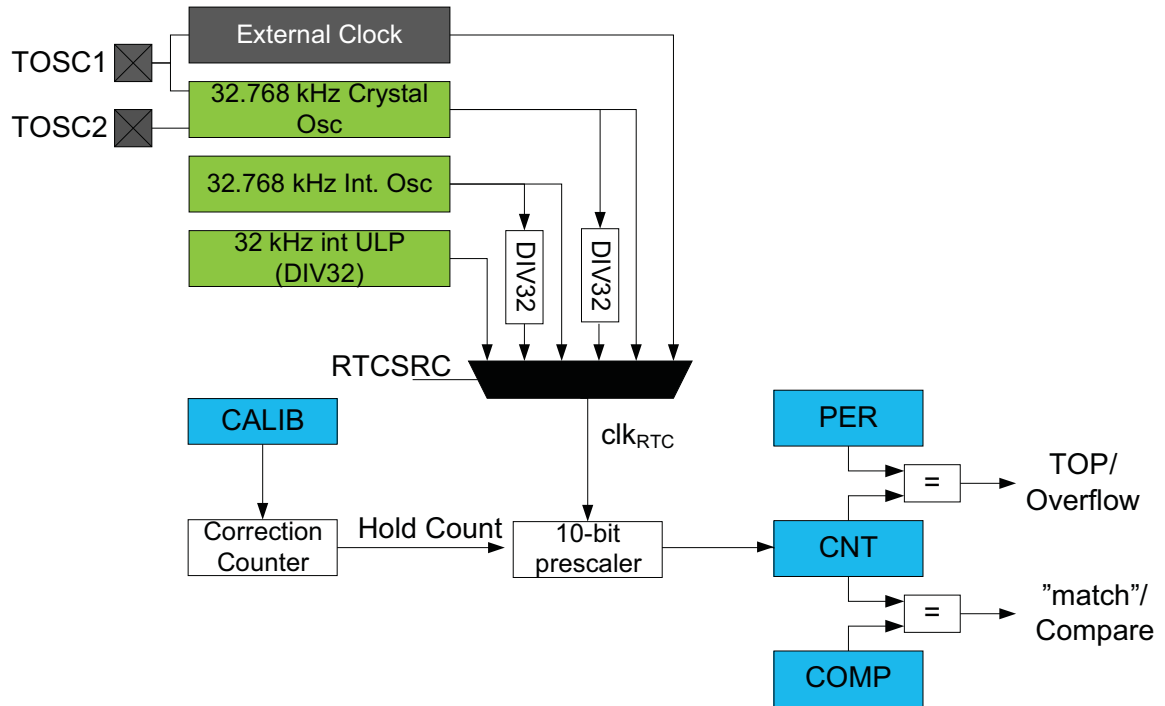 External Clock
TOSC1
32.768 kHz Crystal
Osc
TOSC2
32.768 kHz Int. Osc
32 kHz int ULP
(DIV32)
DIV32
DIV32
RTCSRC
CALIB
clkRTC
PER
=
TOP/
Overflow
Correction
Counter
Hold Count
10-bit
prescaler
CNT
=
”match”/
Compare
COMP